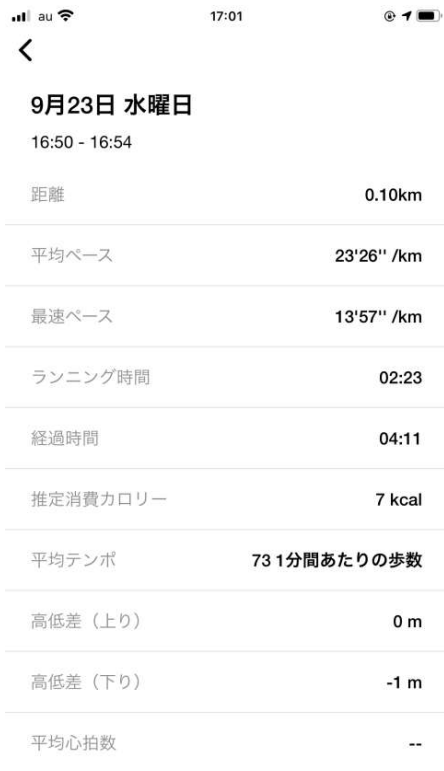 au 17:01
9月23日 水曜日
16:50 - 16:54
距離 0.10km
平均ペース 23'26'' /km
最速ペース 13'57'' /km
ランニング時間 02:23
経過時間 04:11
推定消費カロリー 7 kcal
平均テンポ 73 1分間あたりの歩数
高低差（上り） 0 m
高低差（下り） -1 m
平均心拍数 --